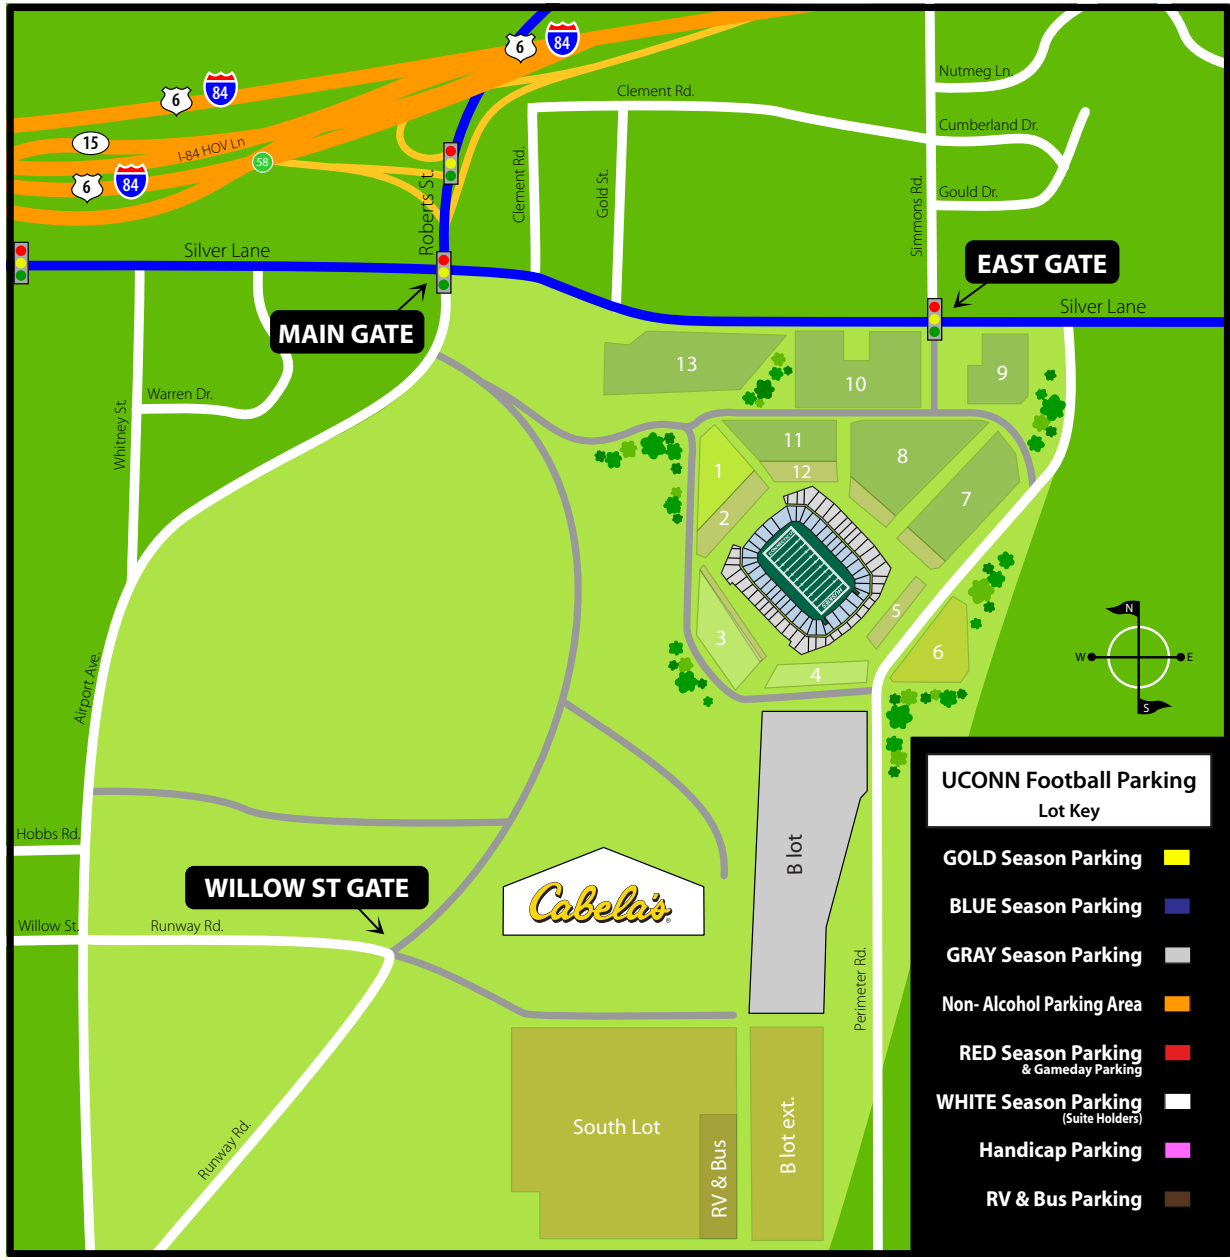 6
84
6
84
15
I-84 HOV Ln
58
6
84
Roberts St.
Clement Rd.
Clement Rd.
Gold St.
Simmons Rd.
Nutmeg Ln.
Cumberland Dr.
Gould Dr.
Silver Lane
EAST GATE
Silver Lane
MAIN GATE
Warren Dr.
Whitney St.
13
10
9
11
12
8
7
1
2
3
4
5
6
HUSKIES
N
W
E
S
Airport Ave.
Hobbs Rd.
WILLOW ST GATE
Willow St.
Runway Rd.
Cabela's
®
B lot
Perimeter Rd.
Runway Rd.
South Lot
RV & Bus
B lot ext.
UCONN Football Parking
Lot Key
GOLD Season Parking
BLUE Season Parking
GRAY Season Parking
Non- Alcohol Parking Area
RED Season Parking
& Gameday Parking
WHITE Season Parking
(Suite Holders)
Handicap Parking
RV & Bus Parking